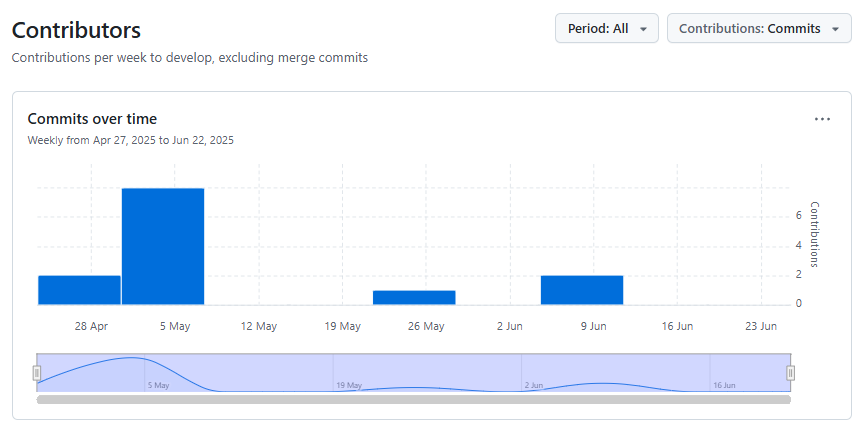 Contributors
Period: All
Contributions: Commits
Contributions per week to develop, excluding merge commits
Commits over time
Weekly from Apr 27, 2025 to Jun 22, 2025
6
4
2
0
Contributions
28 Apr 5 May 12 May 19 May 26 May 2 Jun 9 Jun 16 Jun 23 Jun
5 May 19 May 2 Jun 16 Jun